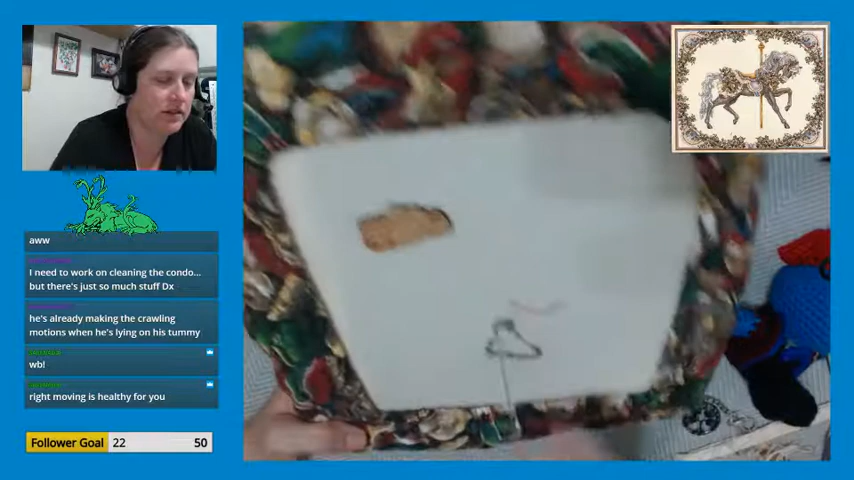 aww
I need to work on cleaning the condo...
but there's just so much stuff Dx
he's already making the crawling
motions when he's lying on his tummy
wb!
right moving is healthy for you
Follower Goal 22 50